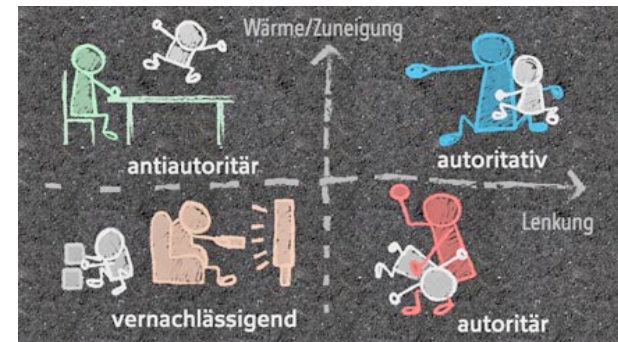 Wärme/Zuneigung
antiautoritär
autoritativ
Lenkung
vernachlässigend
autoritär